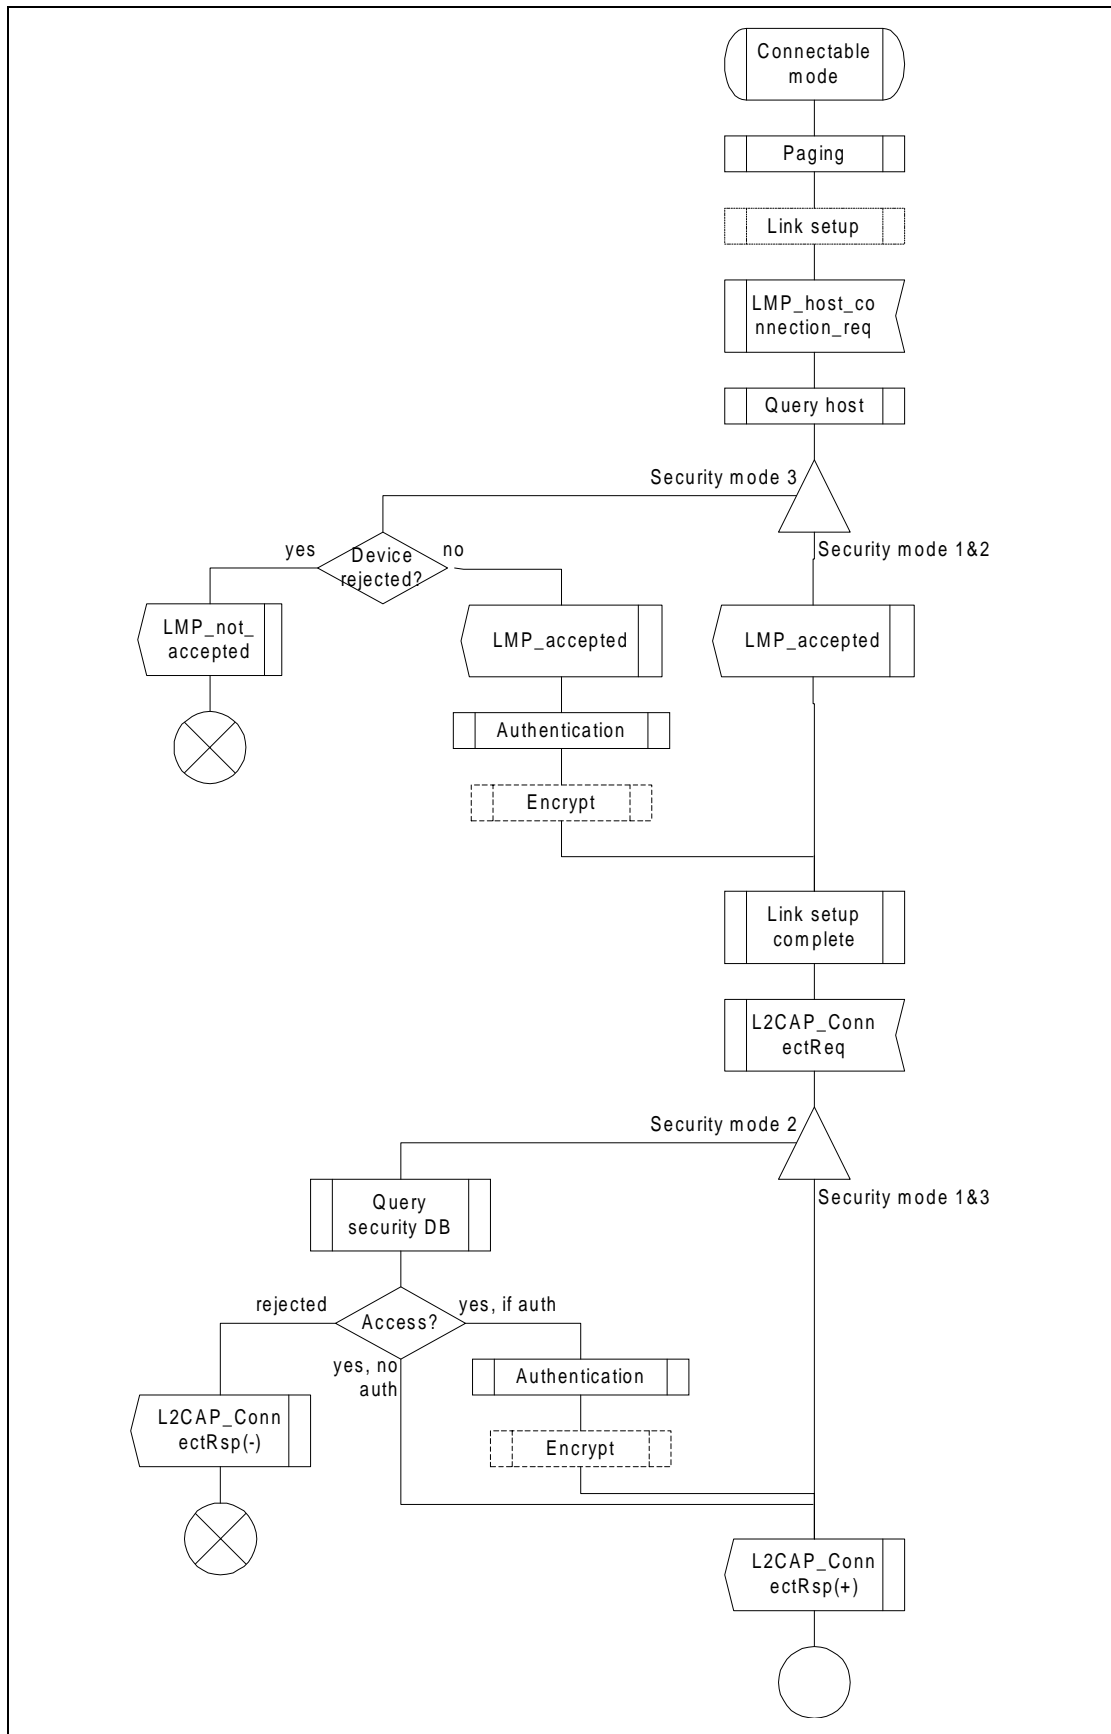 Connectable
mode
Paging
Link setup
LMP_host_co
nnection_req
Query host
Security mode 3
Security mode 1&2
yes
Device
rejected?
no
LMP_not_
accepted
LMP_accepted
LMP_accepted
Authentication
Encrypt
Link setup
complete
L2CAP_Conn
ectReq
Security mode 2
Security mode 1&3
Query
security DB
rejected
Access?
yes, if auth
yes, no
auth
Authentication
L2CAP_Conn
ectRsp(-)
Encrypt
L2CAP_Conn
ectRsp(+)